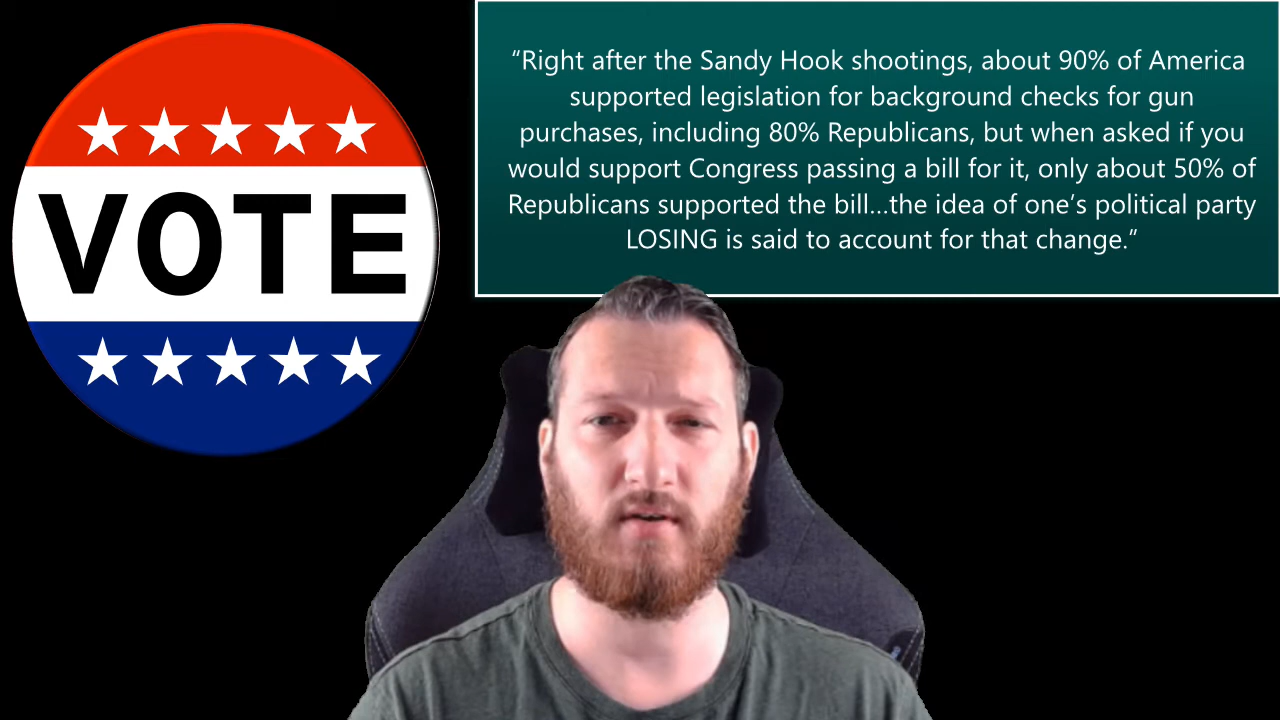 VOTE
“Right after the Sandy Hook shootings, about 90% of America
supported legislation for background checks for gun
purchases, including 80% Republicans, but when asked if you
would support Congress passing a bill for it, only about 50% of
Republicans supported the bill…the idea of one’s political party
LOSING is said to account for that change.”